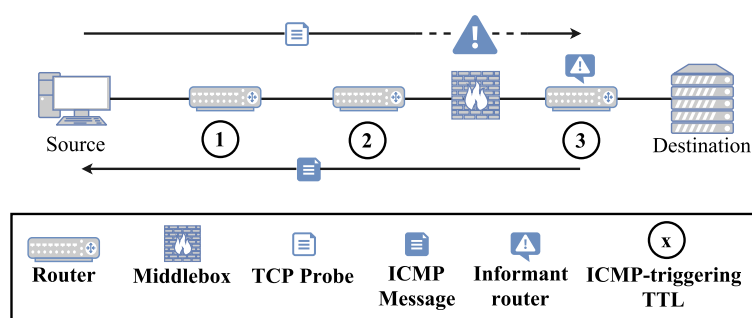 1
2
3
Source
Destination
x
Router
Middlebox
TCP Probe
ICMP
Message
Informant
router
ICMP-triggering
TTL